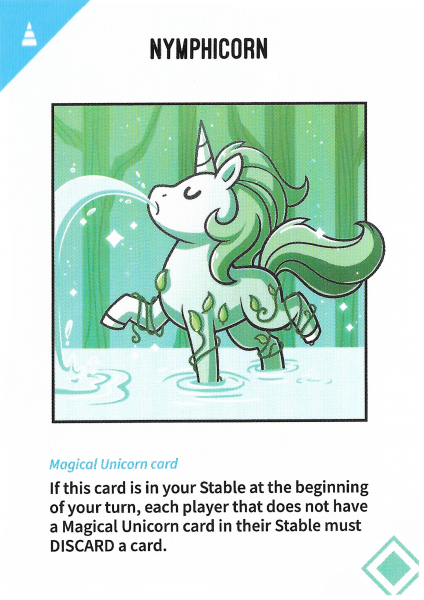 NYMPHICORN
Magical Unicorn card
If this card is in your Stable at the beginning
of your turn, each player that does not have
a Magical Unicorn card in their Stable must
DISCARD a card.